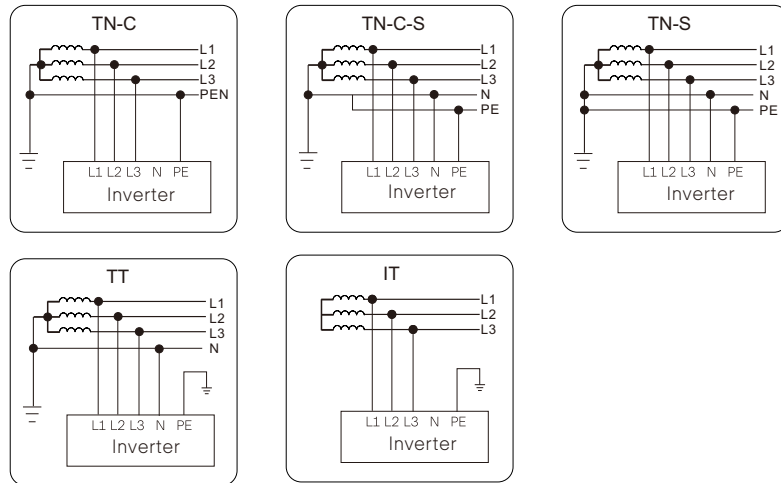 TN-C
L1
L2
L3
PEN
L1 L2 L3 N PE
Inverter
TN-C-S
L1
L2
L3
N
PE
L1 L2 L3 N PE
Inverter
TN-S
L1
L2
L3
N
PE
L1 L2 L3 N PE
Inverter
TT
L1
L2
L3
N
L1 L2 L3 N PE
Inverter
IT
L1
L2
L3
L1 L2 L3 N PE
Inverter